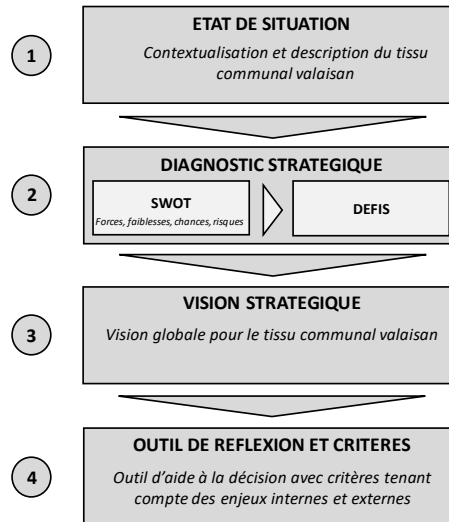 1
ETAT DE SITUATION
Contextualisation et description du tissu
communal valaisan
2
DIAGNOSTIC STRATEGIQUE
SWOT
Forces, faiblesses, chances, risques
DEFIS
3
VISION STRATEGIQUE
Vision globale pour le tissu communal valaisan
4
OUTIL DE REFLEXION ET CRITERES
Outil d'aide à la décision avec critères tenant
compte des enjeux internes et externes